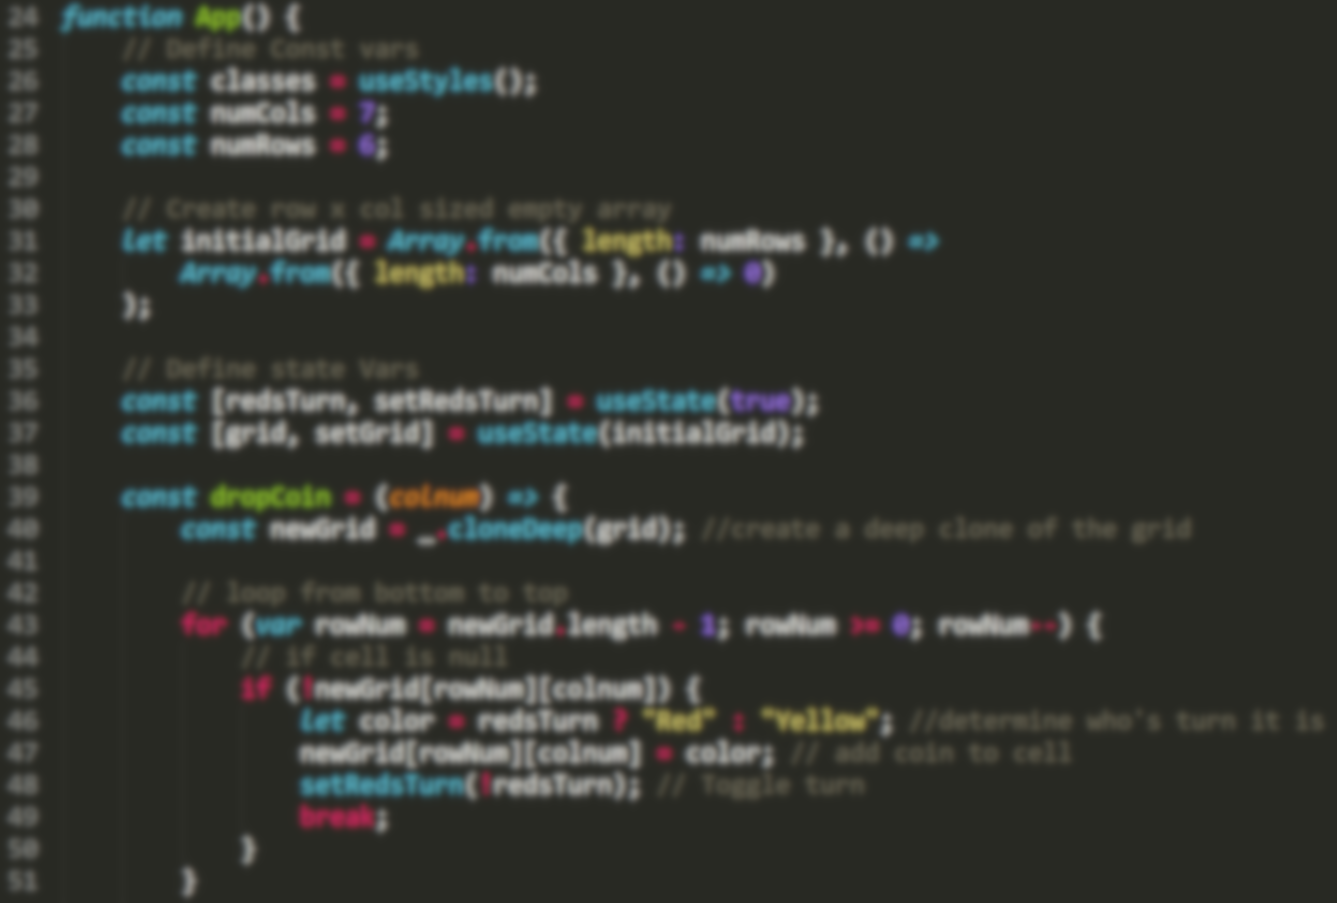 24 function App() {
25 // Define Const vars
26 const classes = useStyles();
27 const numCols = 7;
28 const numRows = 6;
29
30 // Create row x col sized empty array
31 let initialGrid = Array.from({ length: numRows }, () =>
32 Array.from({ length: numCols }, () => 0)
33 );
34
35 // Define state Vars
36 const [redsTurn, setRedsTurn] = useState(true);
37 const [grid, setGrid] = useState(initialGrid);
38
39 const dropCoin = (colnum) => {
40 const newGrid = _.cloneDeep(grid); //create a deep clone of the grid
41
42 // loop from bottom to top
43 for (var rowNum = newGrid.length - 1; rowNum >= 0; rowNum--) {
44 // if cell is null
45 if (!newGrid[rowNum][colnum]) {
46 let color = redsTurn ? "Red" : "Yellow"; //determine who's turn it is
47 newGrid[rowNum][colnum] = color; // add coin to cell
48 setRedsTurn(!redsTurn); // Toggle turn
49 break;
50 }
51 }